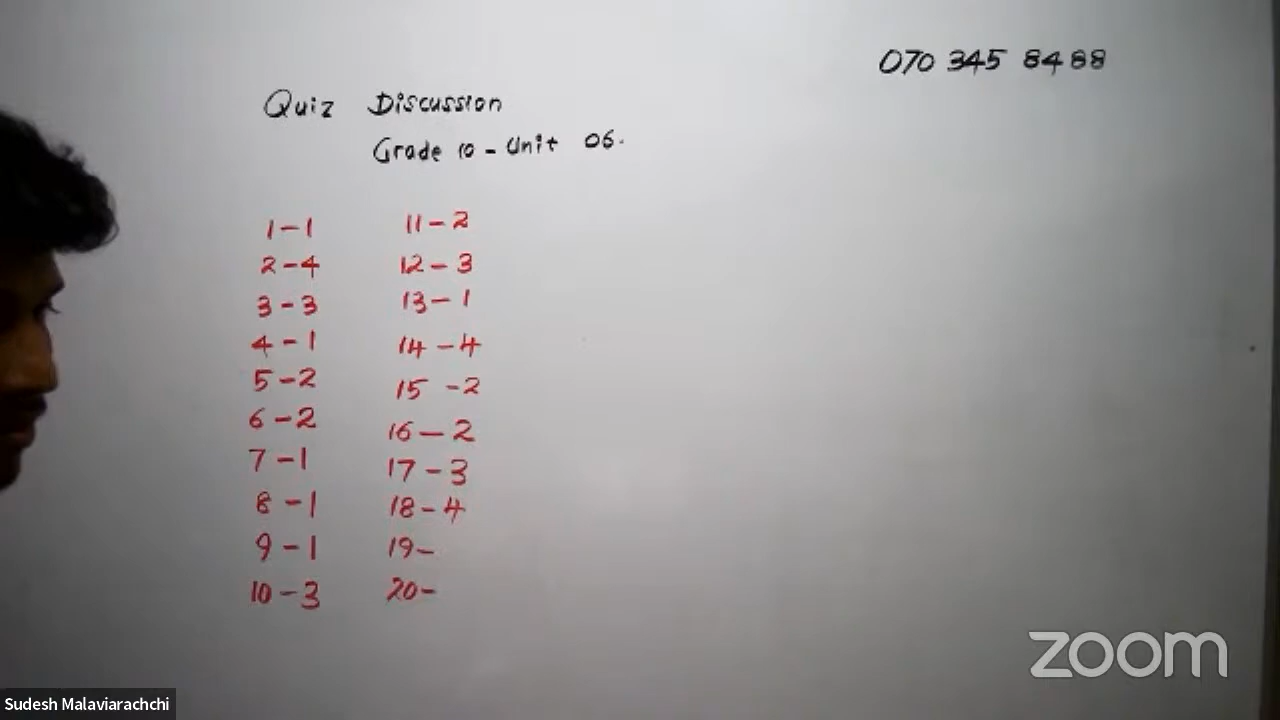 070 345 8488
Quiz Discussion
Grade 10 - Unit 06.
1 - 1
2 - 4
3 - 3
4 - 1
5 - 2
6 - 2
7 - 1
8 - 1
9 - 1
10 - 3
11 - 2
12 - 3
13 - 1
14 - 4
15 - 2
16 - 2
17 - 3
18 - 4
19 -
20 -
zoom
Sudesh Malaviarachchi